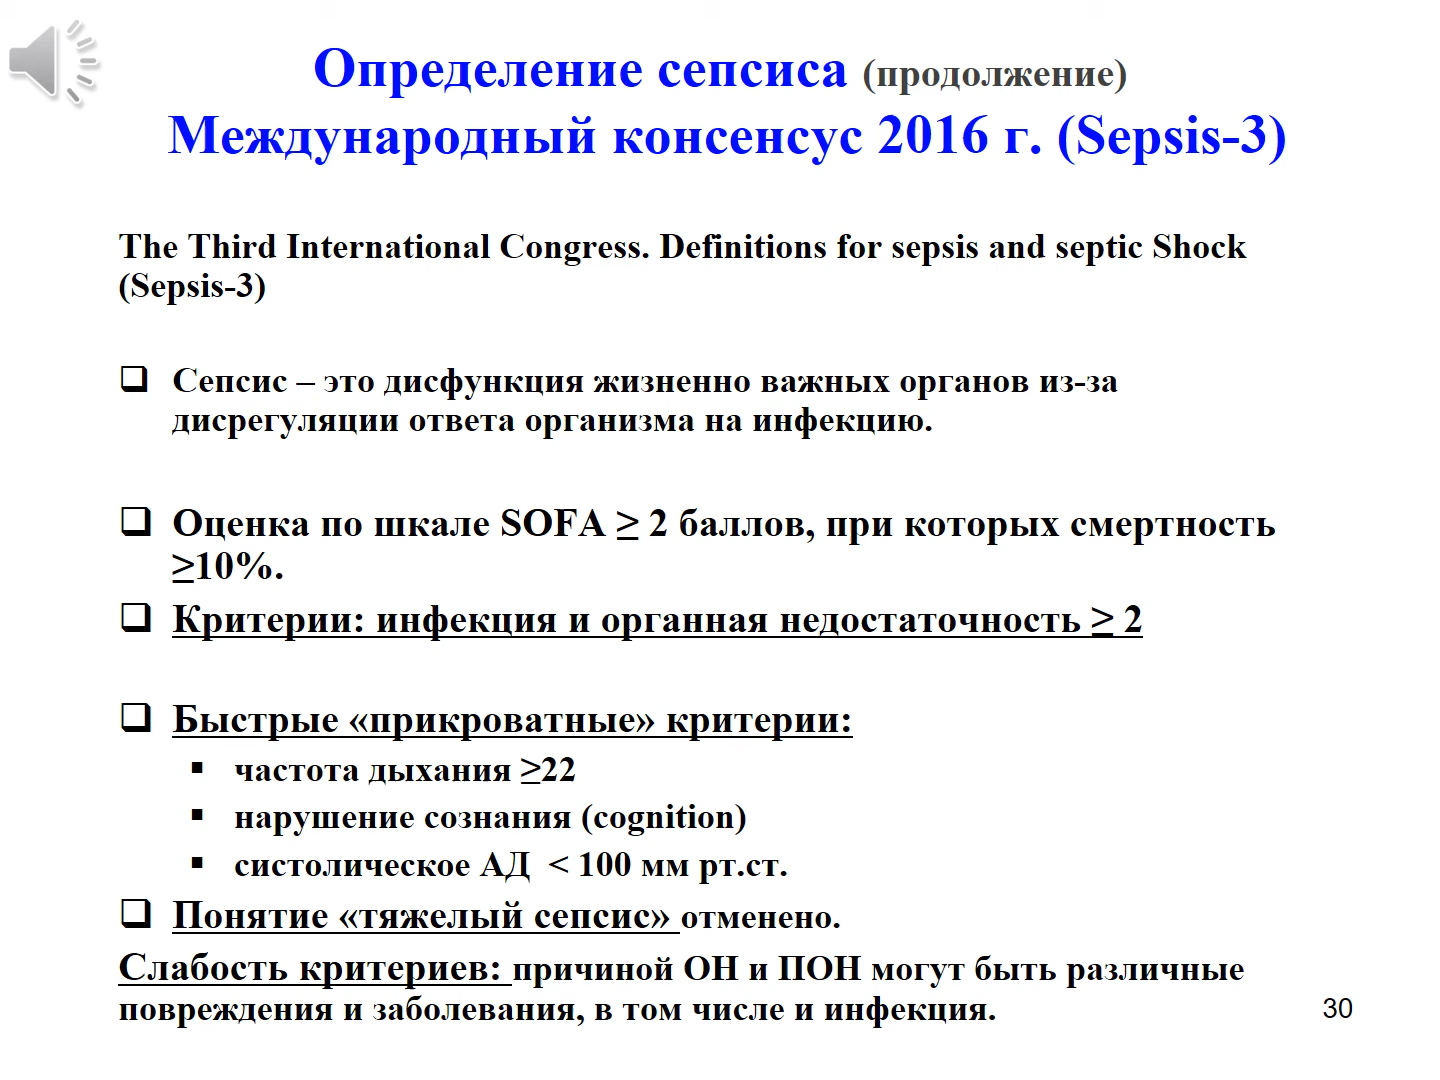 Определение сепсиса (продолжение)
Международный консенсус 2016 г. (Sepsis-3)
The Third International Congress. Definitions for sepsis and septic Shock
(Sepsis-3)
Сепсис – это дисфункция жизненно важных органов из-за
дисрегуляции ответа организма на инфекцию.
Оценка по шкале SOFA ≥ 2 баллов, при которых смертность
≥10%.
Критерии: инфекция и органная недостаточность ≥ 2
Быстрые «прикроватные» критерии:
частота дыхания ≥22
нарушение сознания (cognition)
систолическое АД < 100 мм рт.ст.
Понятие «тяжелый сепсис» отменено.
Слабость критериев: причиной ОН и ПОН могут быть различные
повреждения и заболевания, в том числе и инфекция.
30